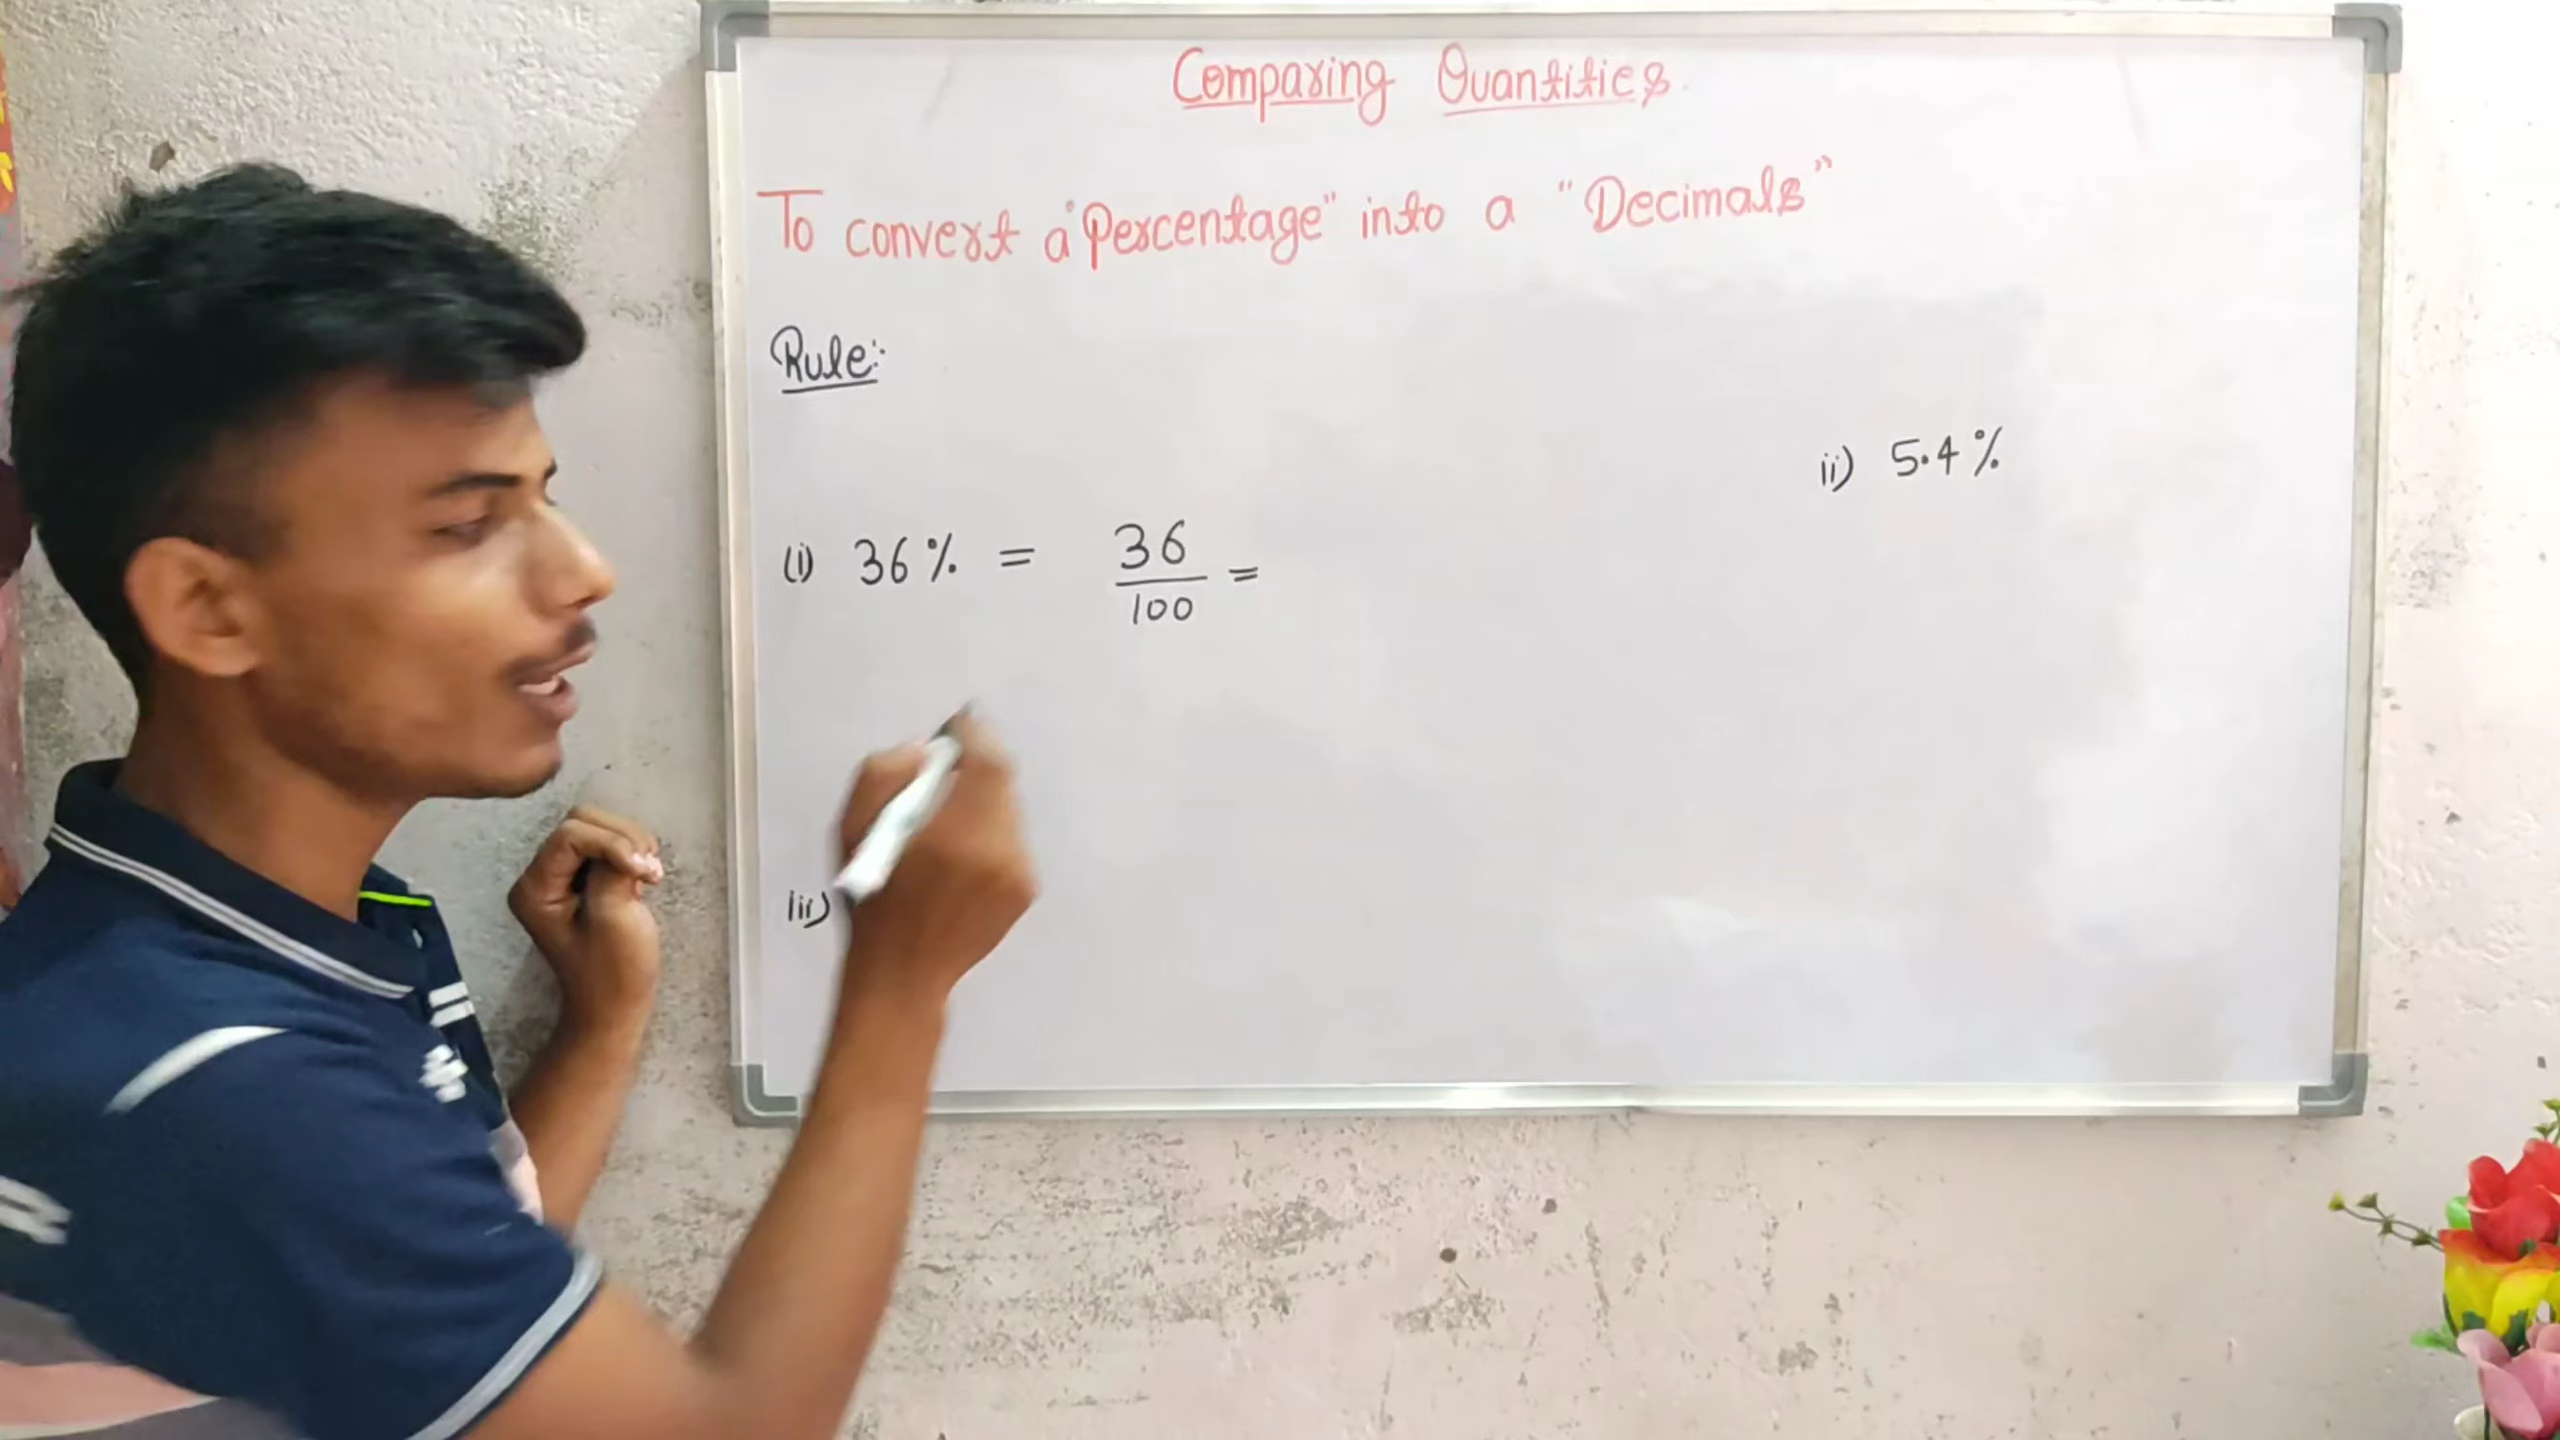 Comparing Quantities.
To convert a "Percentage" into a "Decimals"
Rule:
ii) 5.4%
(i) 36% = 36/100 =
iii)